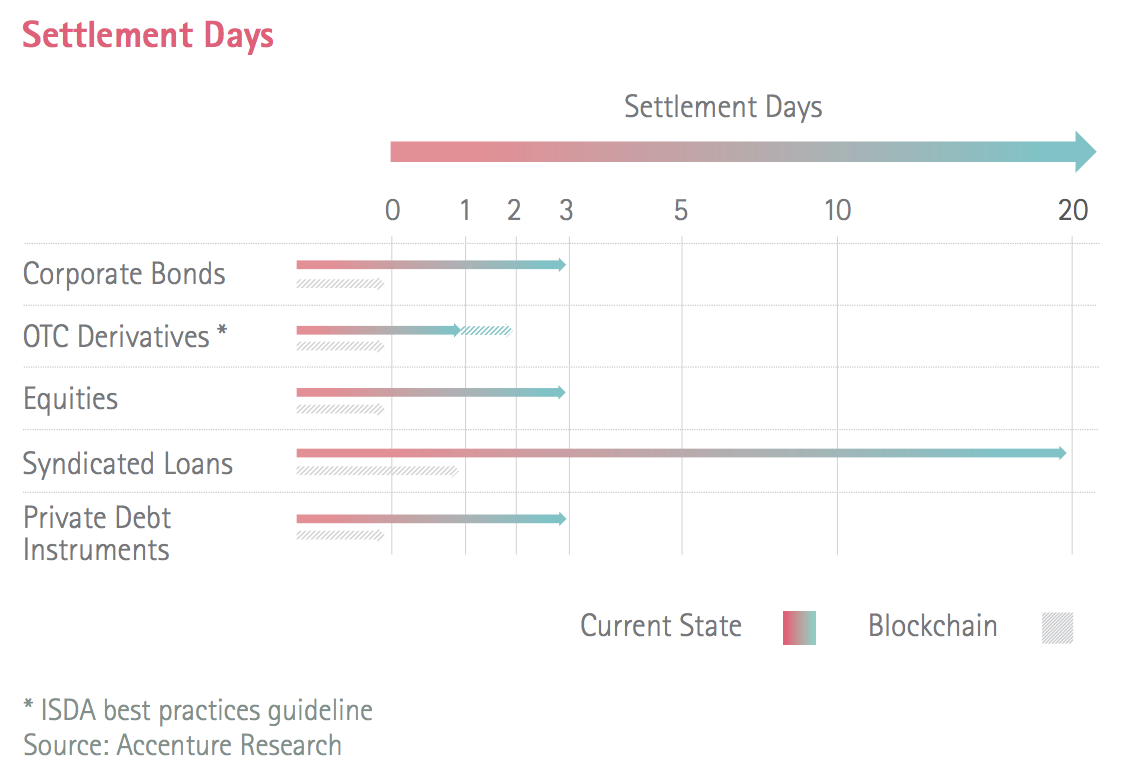 Settlement Days
Settlement Days
0 1 2 3 5 10 20
Corporate Bonds
OTC Derivatives *
Equities
Syndicated Loans
Private Debt
Instruments
Current State Blockchain
* ISDA best practices guideline
Source: Accenture Research